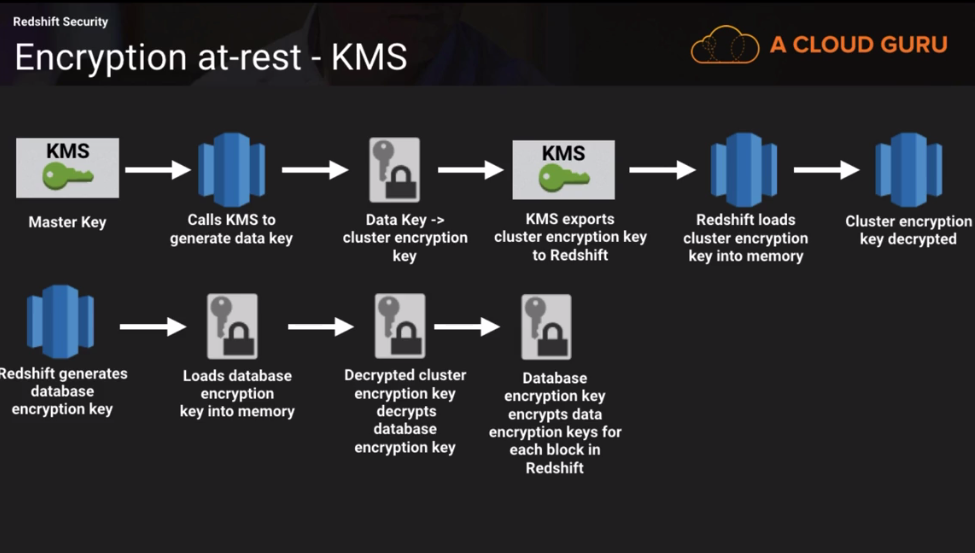 Redshift Security
Encryption at-rest - KMS
A CLOUD GURU
KMS
Master Key
Calls KMS to
generate data key
Data Key ->
cluster encryption
key
KMS
KMS exports
cluster encryption key
to Redshift
Redshift loads
cluster encryption
key into memory
Cluster encryption
key decrypted
Redshift generates
database
encryption key
Loads database
encryption
key into memory
Decrypted cluster
encryption key
decrypts
database
encryption key
Database
encryption key
encrypts data
encryption keys for
each block in
Redshift